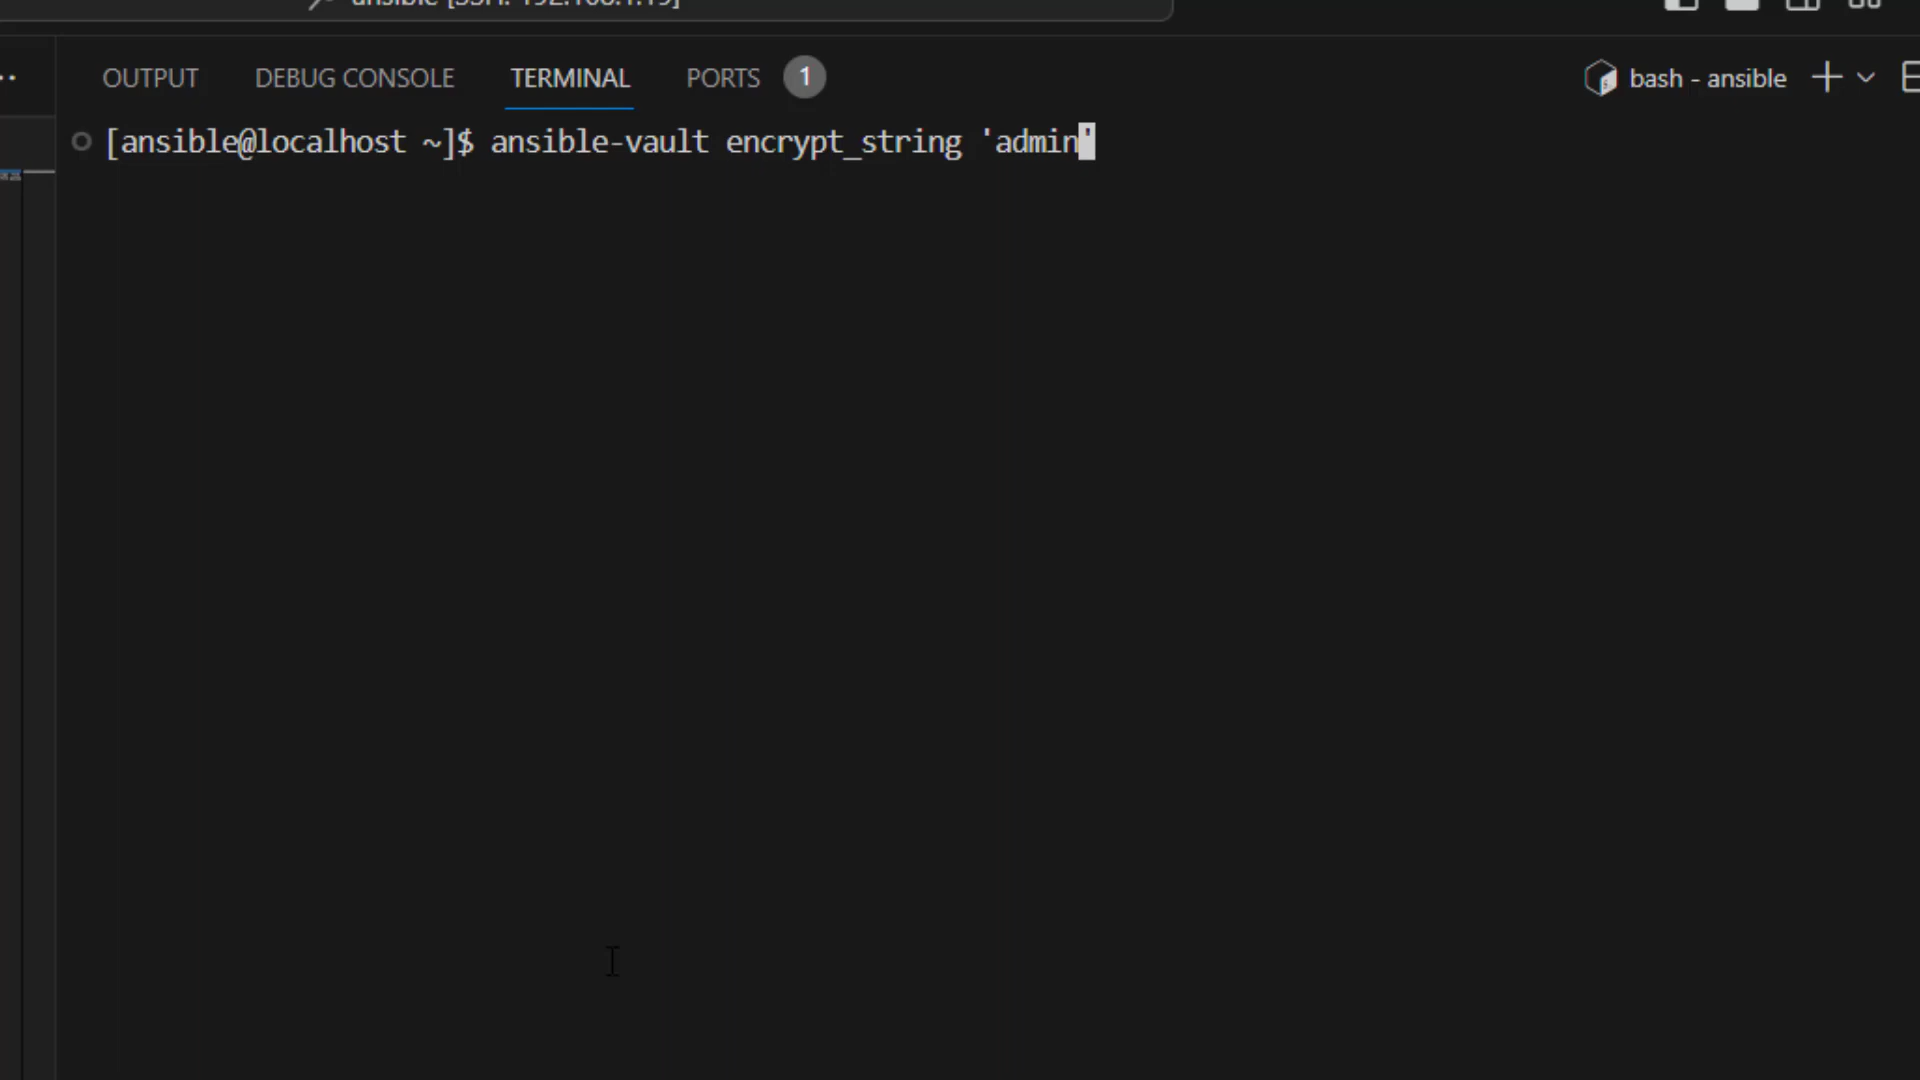 OUTPUT DEBUG CONSOLE TERMINAL PORTS 1 bash - ansible
[ansible@localhost ~]$ ansible-vault encrypt_string 'admin'